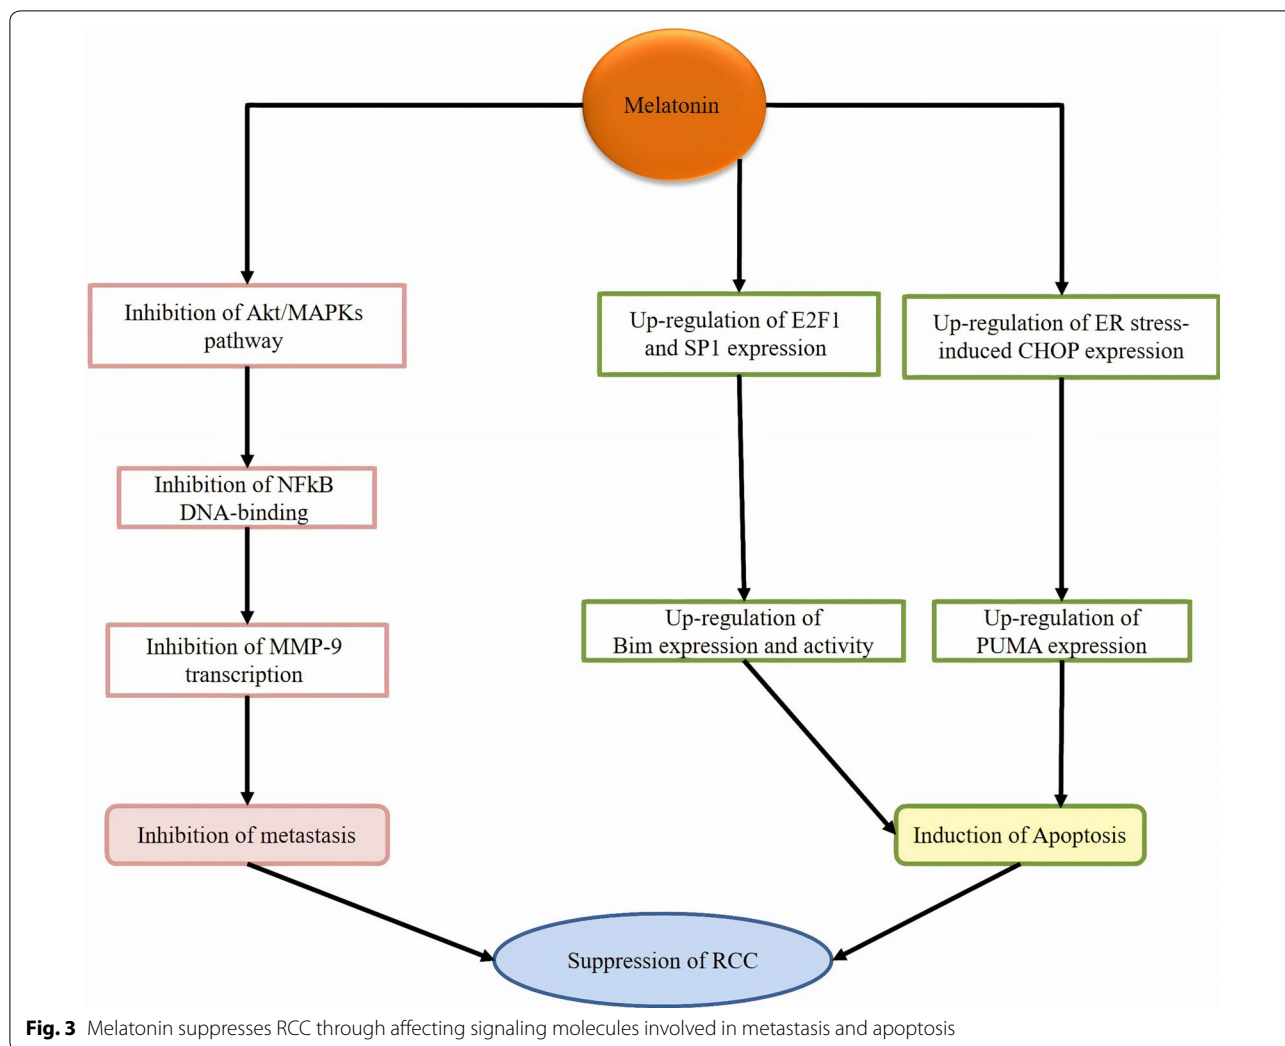 Melatonin
Inhibition of Akt/MAPKs
pathway
Up-regulation of E2F1
and SP1 expression
Up-regulation of ER stress-
induced CHOP expression
Inhibition of NFkB
DNA-binding
Inhibition of MMP-9
transcription
Up-regulation of
Bim expression and activity
Up-regulation of
PUMA expression
Inhibition of metastasis
Induction of Apoptosis
Suppression of RCC
Fig. 3 Melatonin suppresses RCC through affecting signaling molecules involved in metastasis and apoptosis